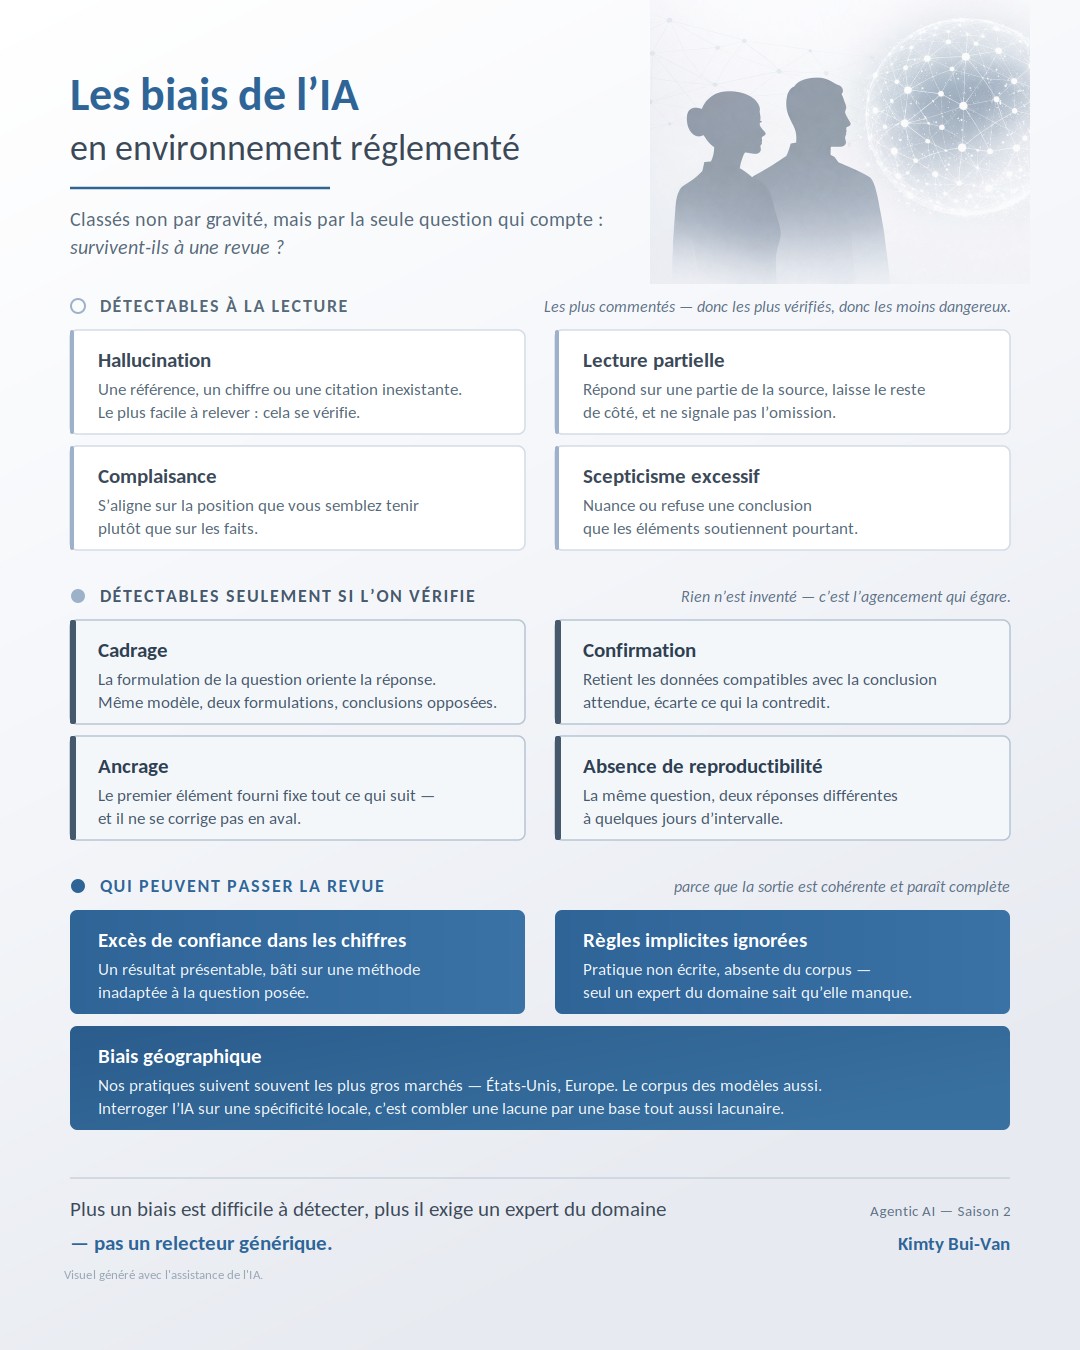 Les biais de l’IA
en environnement réglementé
Classés non par gravité, mais par la seule question qui compte :
survivent-ils à une revue ?
DÉTECTABLES À LA LECTURE
Les plus commentés — donc les plus vérifiés, donc les moins dangereux.
Hallucination
Une référence, un chiffre ou une citation inexistante.
Le plus facile à relever : cela se vérifie.
Lecture partielle
Répond sur une partie de la source, laisse le reste
de côté, et ne signale pas l’omission.
Complaisance
S’aligne sur la position que vous semblez tenir
plutôt que sur les faits.
Scepticisme excessif
Nuance ou refuse une conclusion
que les éléments soutiennent pourtant.
DÉTECTABLES SEULEMENT SI L’ON VÉRIFIE
Rien n’est inventé — c’est l’agencement qui égare.
Cadrage
La formulation de la question oriente la réponse.
Même modèle, deux formulations, conclusions opposées.
Confirmation
Retient les données compatibles avec la conclusion
attendue, écarte ce qui la contredit.
Ancrage
Le premier élément fourni fixe tout ce qui suit —
et il ne se corrige pas en aval.
Absence de reproductibilité
La même question, deux réponses différentes
à quelques jours d’intervalle.
QUI PEUVENT PASSER LA REVUE
parce que la sortie est cohérente et paraît complète
Excès de confiance dans les chiffres
Un résultat présentable, bâti sur une méthode
inadaptée à la question posée.
Règles implicites ignorées
Pratique non écrite, absente du corpus —
seul un expert du domaine sait qu’elle manque.
Biais géographique
Nos pratiques suivent souvent les plus gros marchés — États-Unis, Europe. Le corpus des modèles aussi.
Interroger l’IA sur une spécificité locale, c’est combler une lacune par une base tout aussi lacunaire.
Plus un biais est difficile à détecter, plus il exige un expert du domaine
— pas un relecteur générique.
Agentic AI — Saison 2
Kimty Bui-Van
Visuel généré avec l’assistance de l’IA.